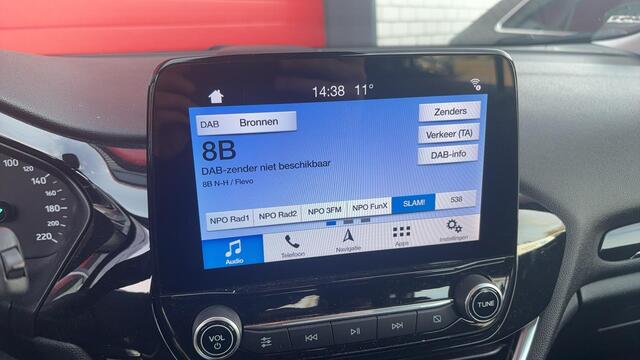 14:38 11°
DAB Bronnen
Zenders
Verkeer (TA)
DAB-info
8B
DAB-zender niet beschikbaar
8B N-H / Flevo
NPO Rad1 NPO Rad2 NPO 3FM NPO FunX SLAM! 538
Audio Telefoon Navigatie Apps Instellingen
VOL
TUNE
100
120
140
160
180
200
220